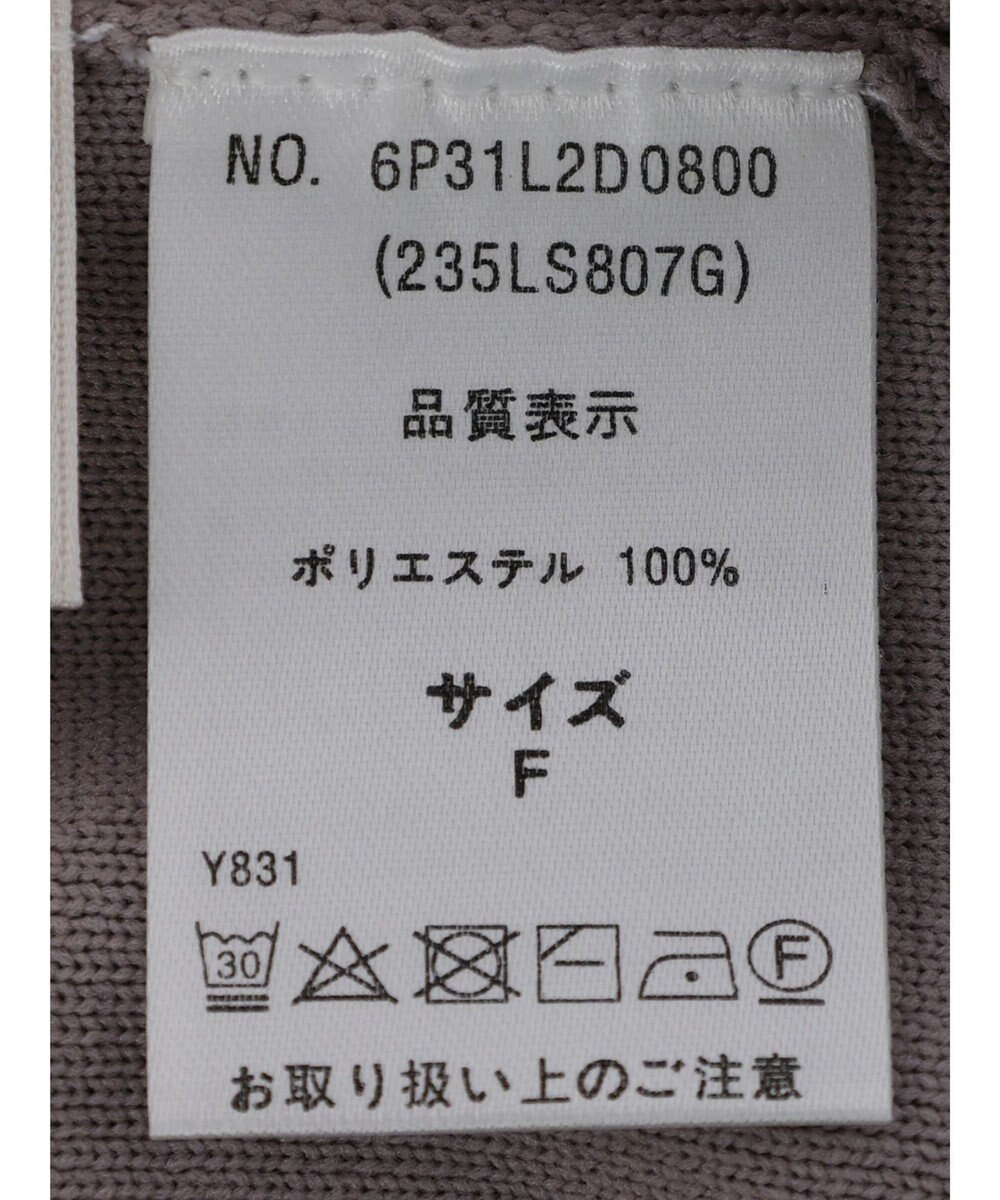 NO. 6P31L2D0800
(235LS807G)
品質表示
ポリエステル 100%
サイズ
F
Y831
30 F
お取り扱い上のご注意